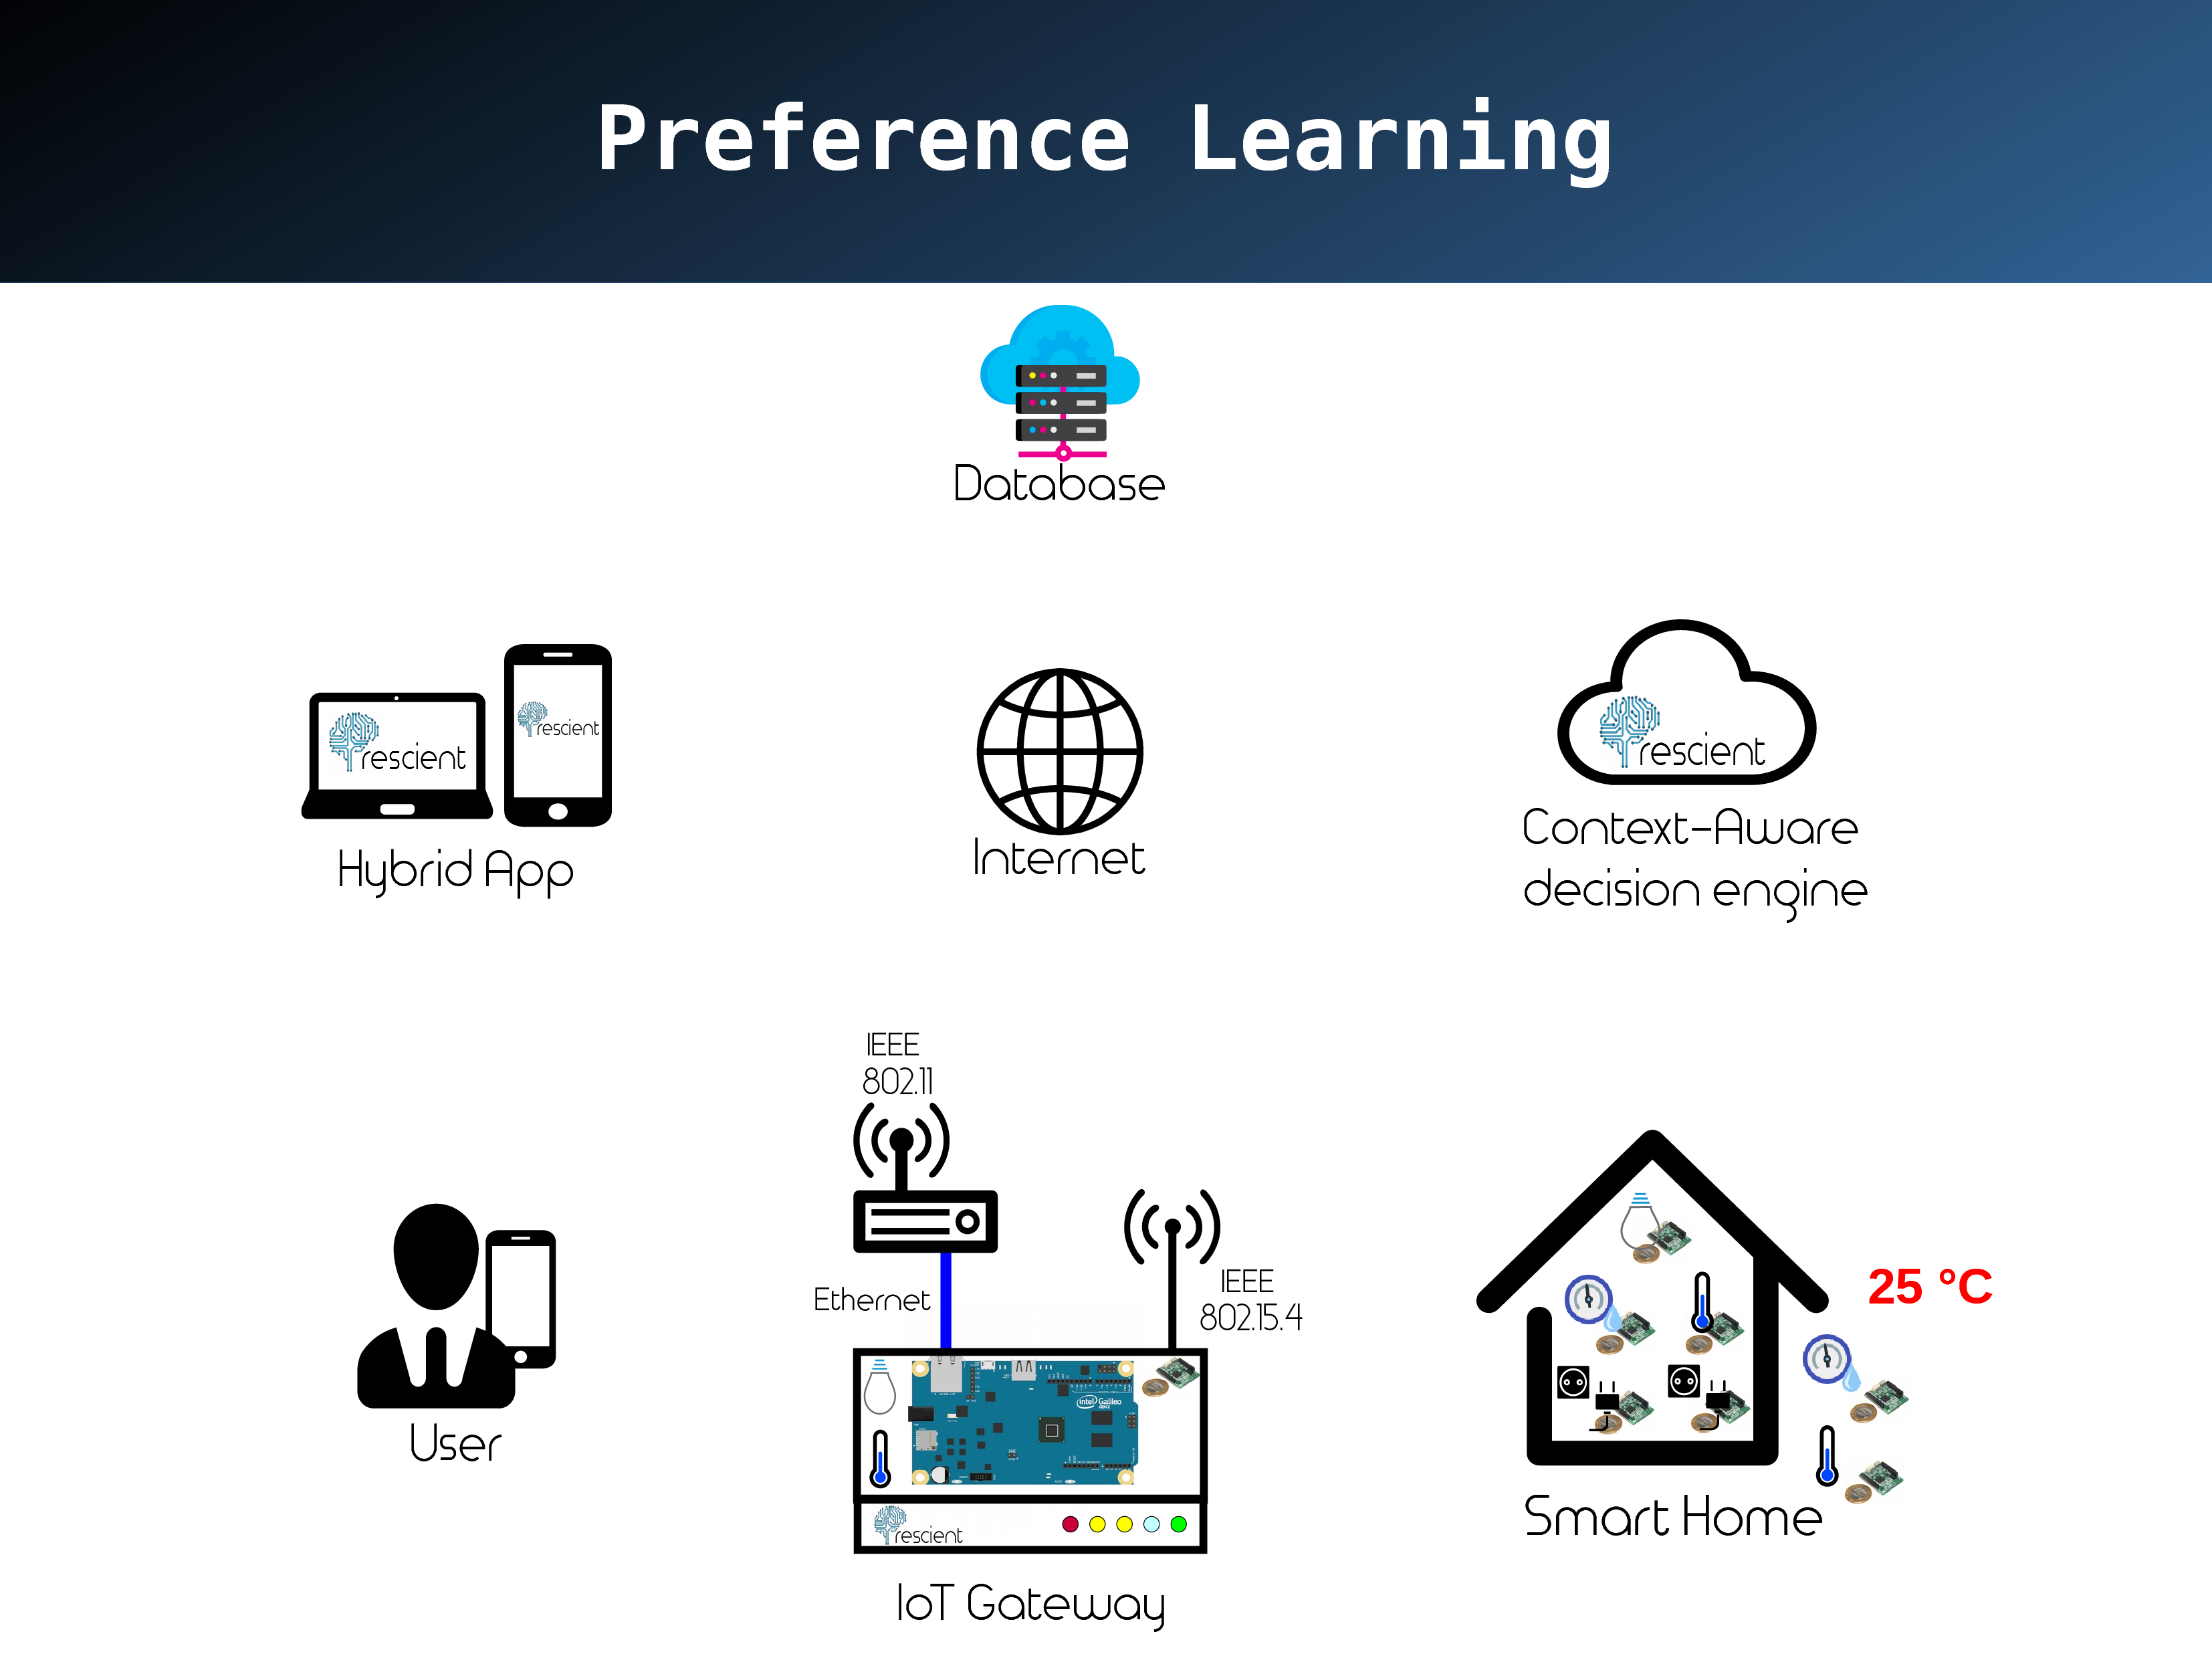 Preference Learning
Database
rescient
rescient
rescient
Hybrid App
Internet
Context-Aware
decision engine
IEEE
802.11
Ethernet
IEEE
802.15.4
25 °C
intel Galileo
rescient
User
IoT Gateway
Smart Home